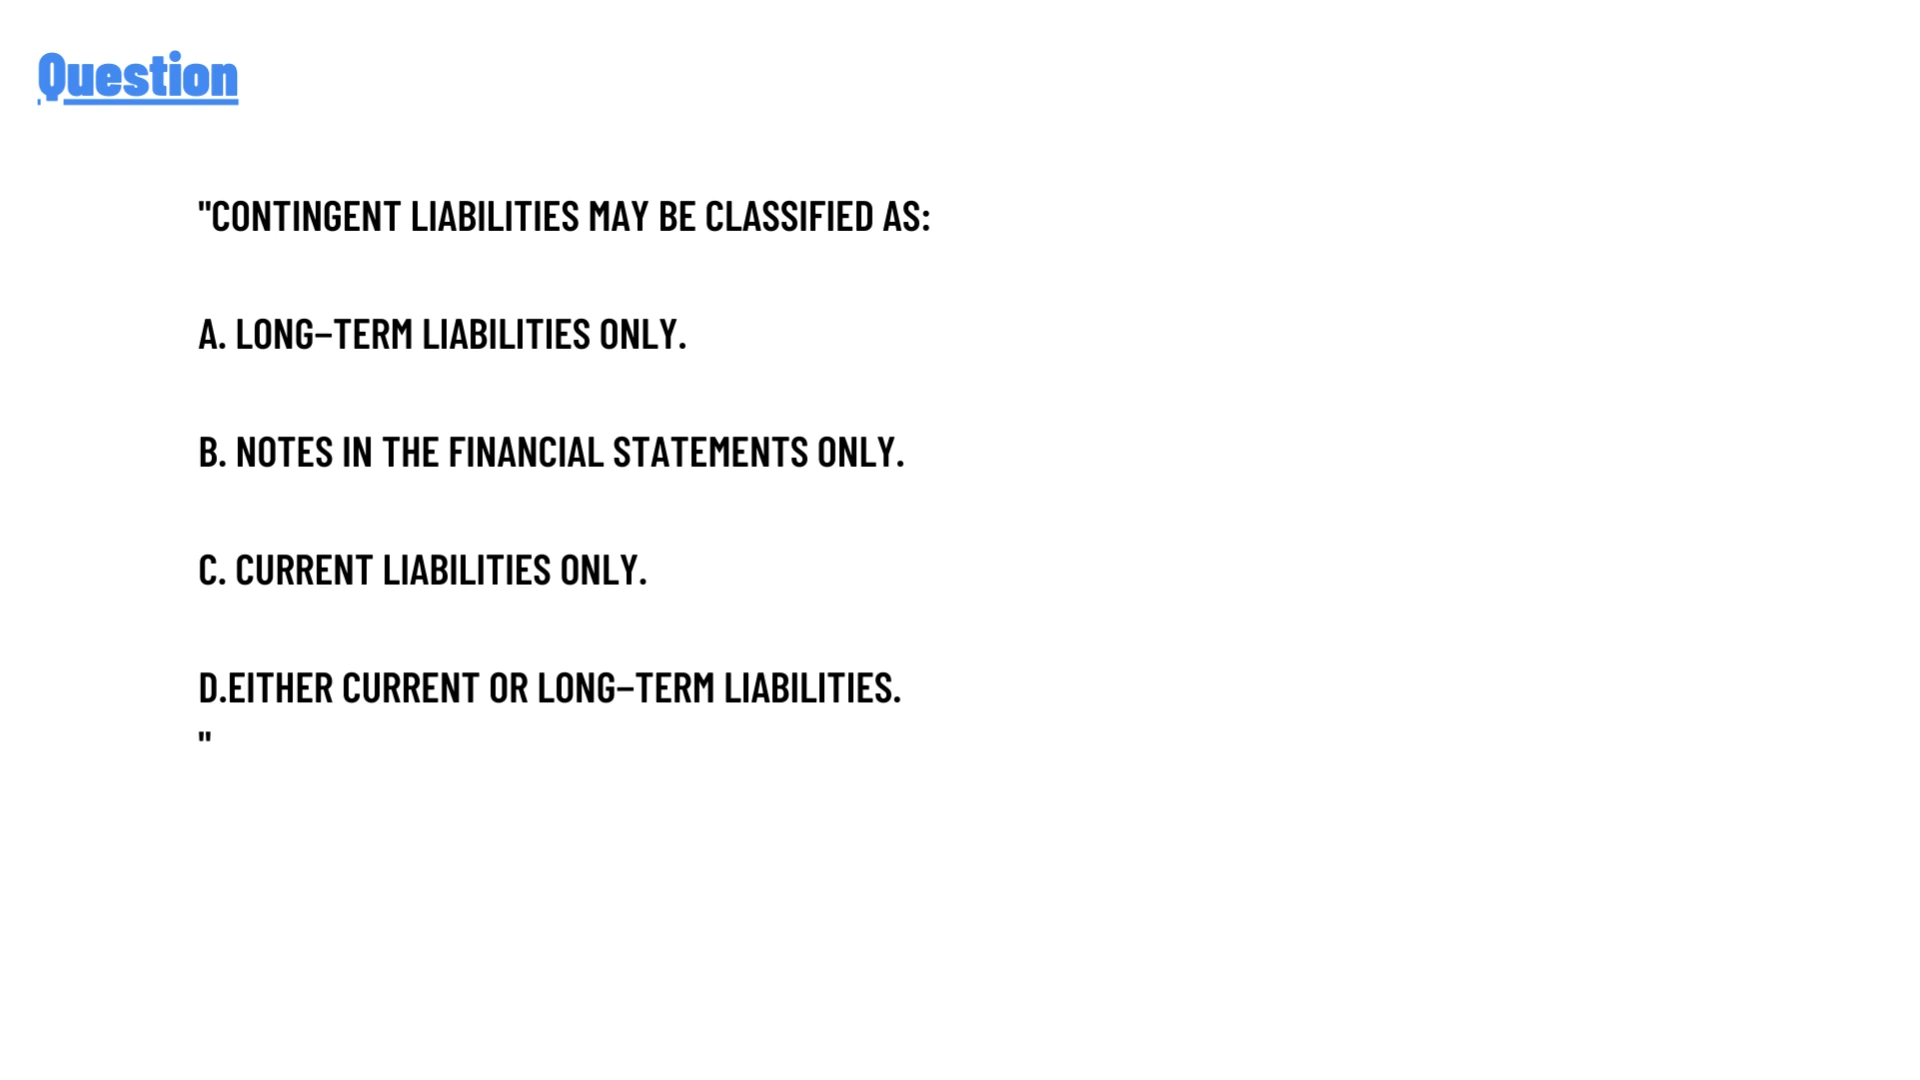 Question
"CONTINGENT LIABILITIES MAY BE CLASSIFIED AS:
A. LONG-TERM LIABILITIES ONLY.
B. NOTES IN THE FINANCIAL STATEMENTS ONLY.
C. CURRENT LIABILITIES ONLY.
D.EITHER CURRENT OR LONG-TERM LIABILITIES.
"